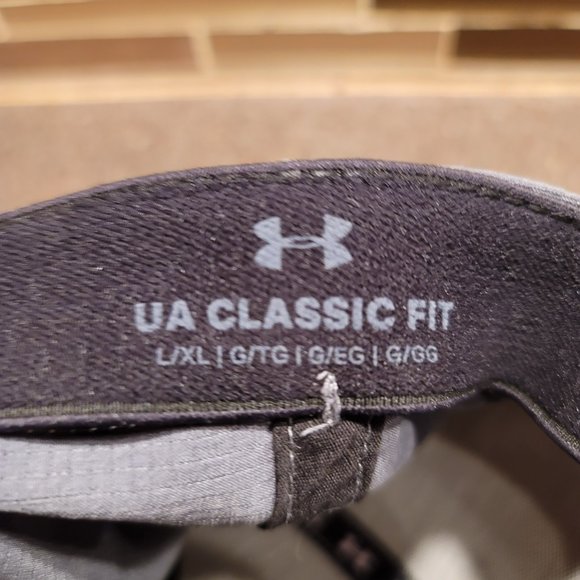 UA CLASSIC FIT
L/XL | G/TG | G/EG | G/GG